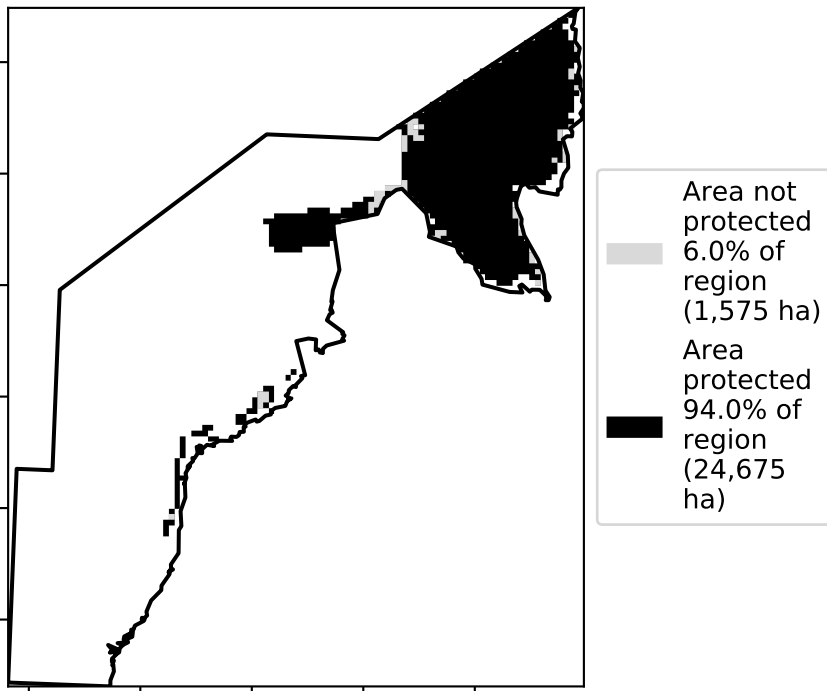 Area not
protected
6.0% of
region
(1,575 ha)
Area
protected
94.0% of
region
(24,675
ha)